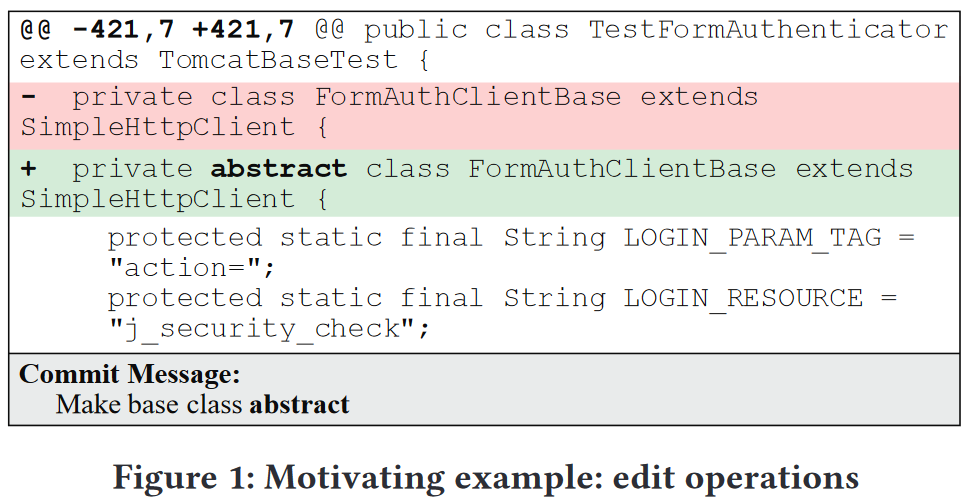 @@ -421,7 +421,7 @@ public class TestFormAuthenticator
extends TomcatBaseTest {
- private class FormAuthClientBase extends
SimpleHttpClient {
+ private abstract class FormAuthClientBase extends
SimpleHttpClient {
protected static final String LOGIN_PARAM_TAG =
"action=";
protected static final String LOGIN_RESOURCE =
"j_security_check";
Commit Message:
Make base class abstract
Figure 1: Motivating example: edit operations